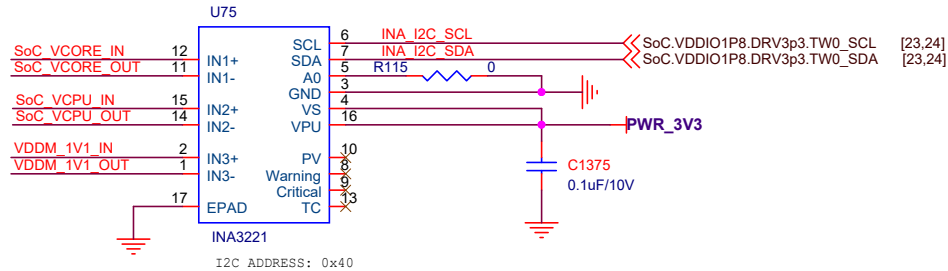 U75
SoC_VCORE_IN 12 IN1+ SCL 6 INA_I2C_SCL SoC.VDDIO1P8.DRV3p3.TW0_SCL [23,24]
SoC_VCORE_OUT 11 IN1- SDA 7 INA_I2C_SDA SoC.VDDIO1P8.DRV3p3.TW0_SDA [23,24]
A0 5 R115 0
GND 3
SoC_VCPU_IN 15 IN2+ VS 4
SoC_VCPU_OUT 14 IN2- VPU 16 PWR_3V3
VDDM_1V1_IN 2 IN3+ PV 10
VDDM_1V1_OUT 1 IN3- Warning 8
Critical 9
17 EPAD TC 13
C1375
0.1uF/10V
INA3221
I2C ADDRESS: 0x40